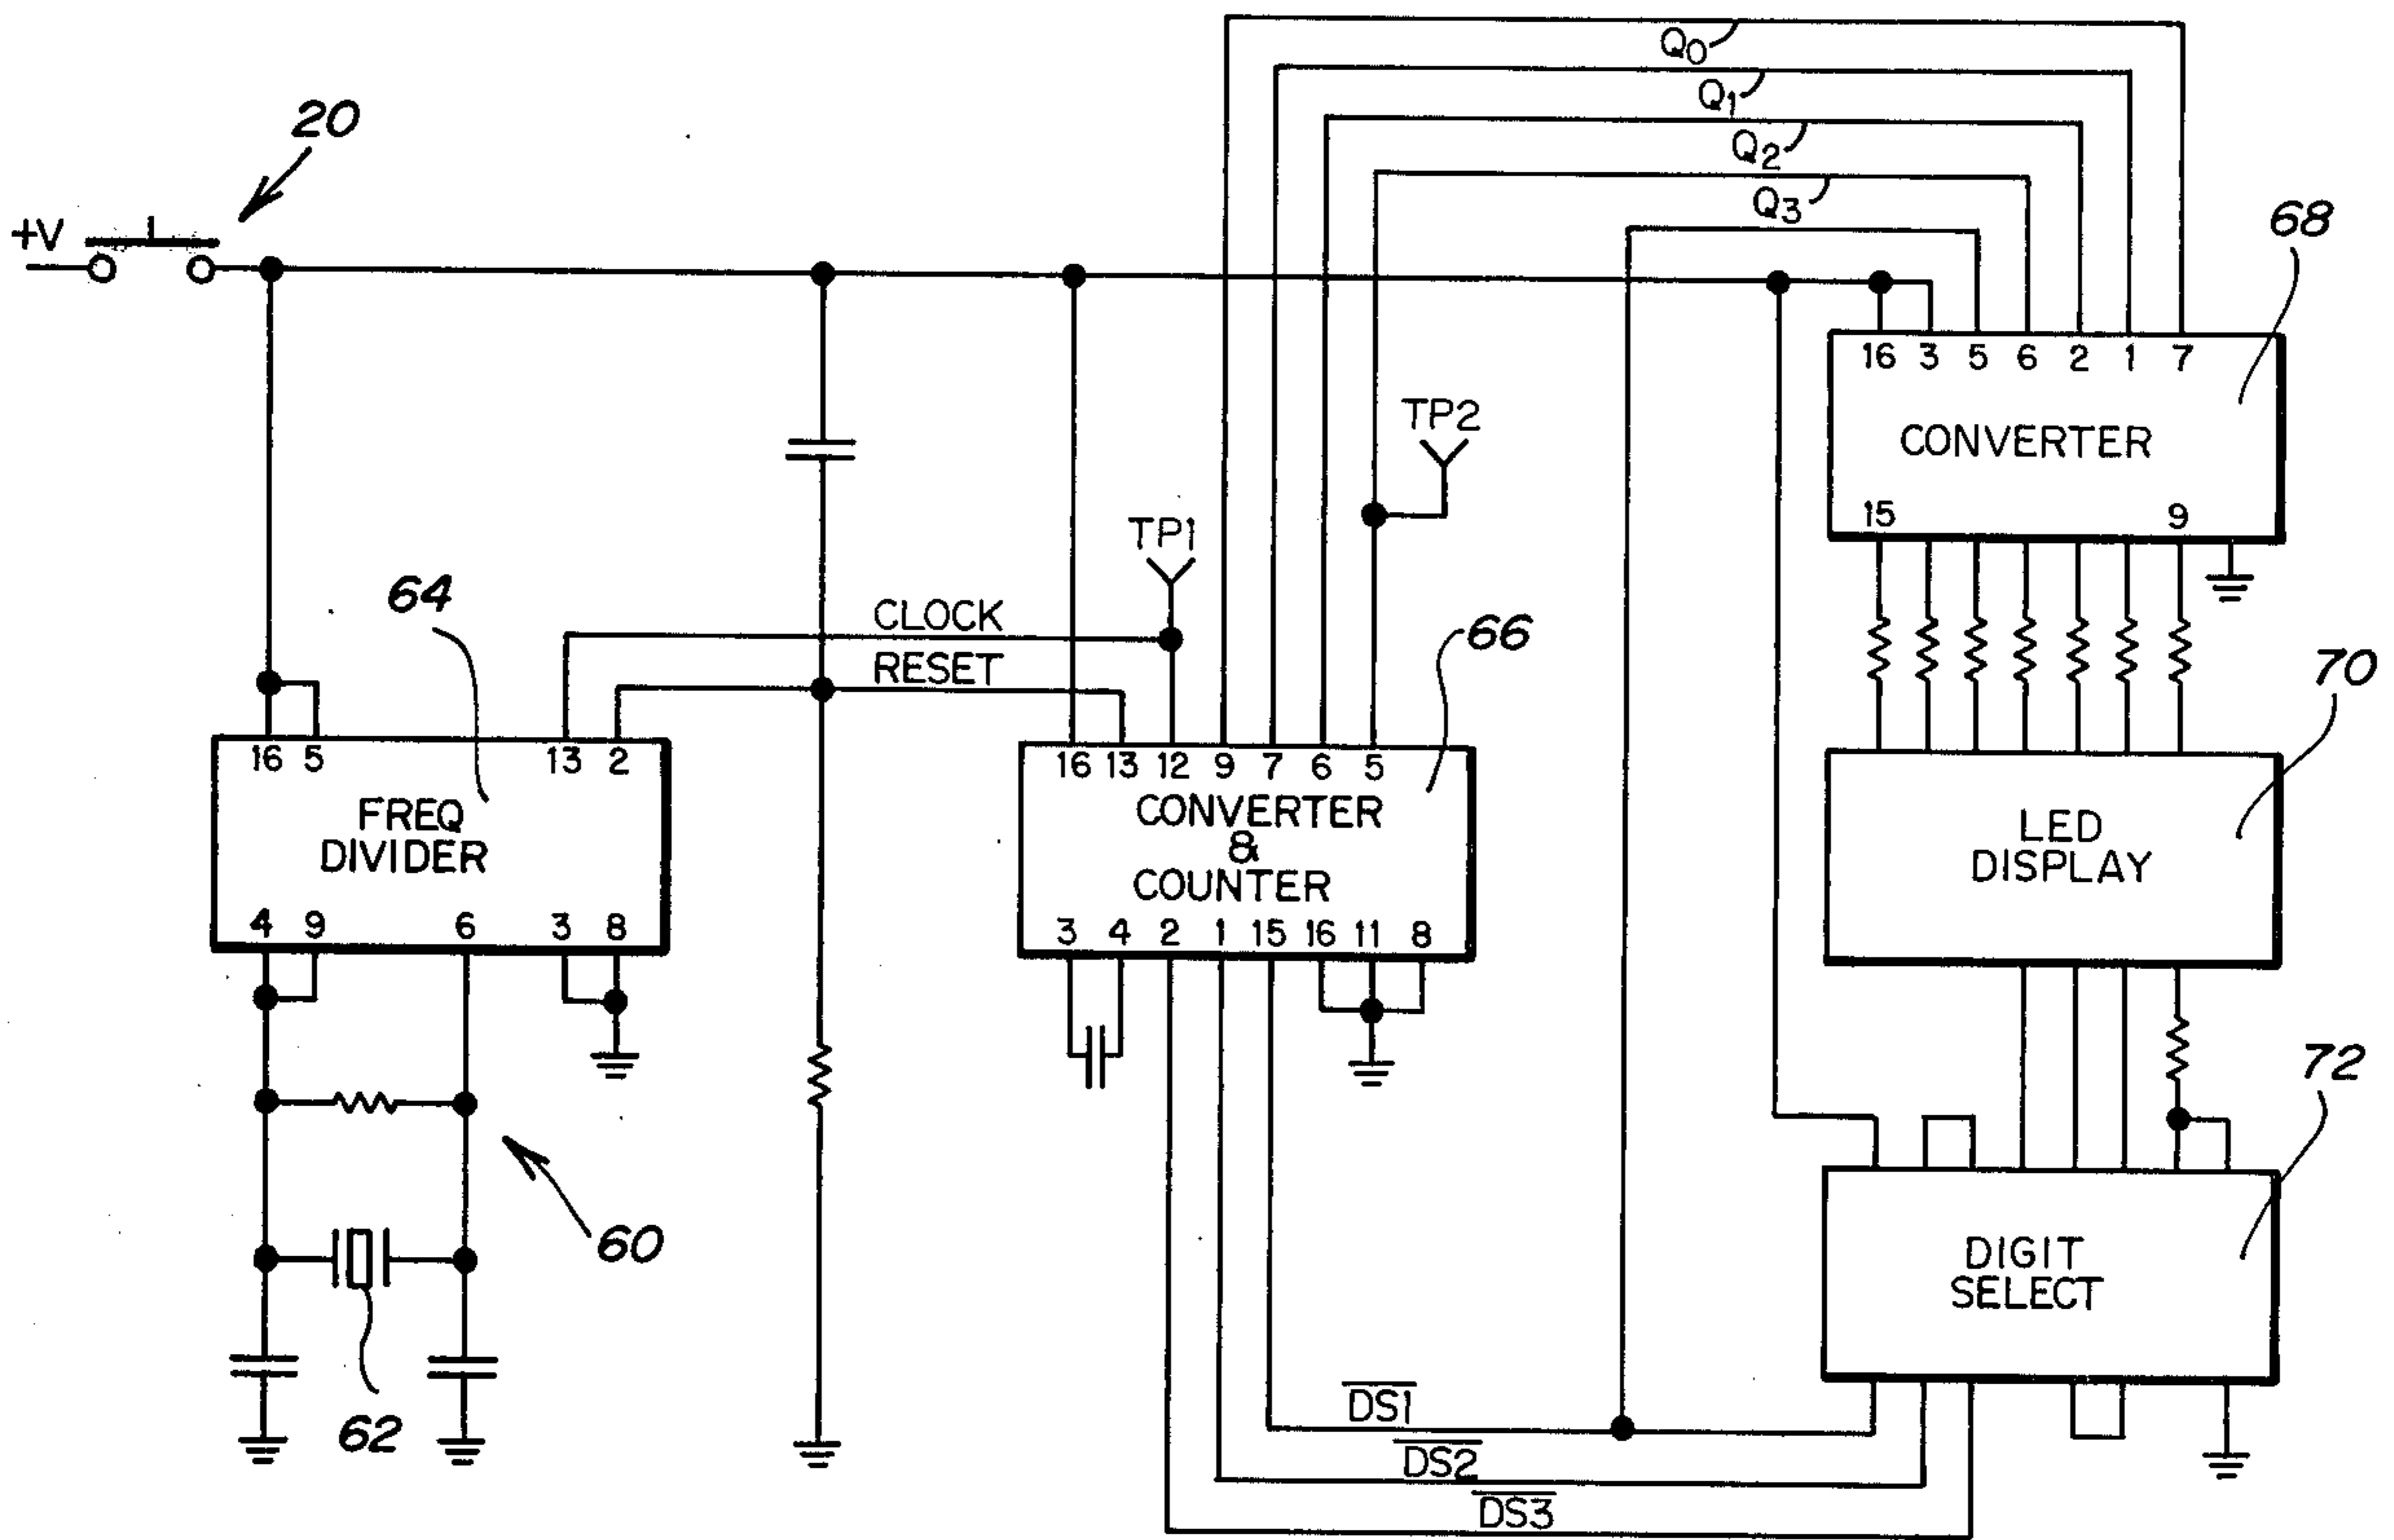 Q0
Q1
Q2
Q3
20
+V
68
16 3 5 6 2 1 7
CONVERTER
15 9
TP2
TP1
64
CLOCK
RESET
66
70
16 5 13 2
FREQ
DIVIDER
4 9 6 3 8
16 13 12 9 7 6 5
CONVERTER
&
COUNTER
3 4 2 1 15 16 11 8
LED
DISPLAY
72
60
DIGIT
SELECT
62
DS1
DS2
DS3